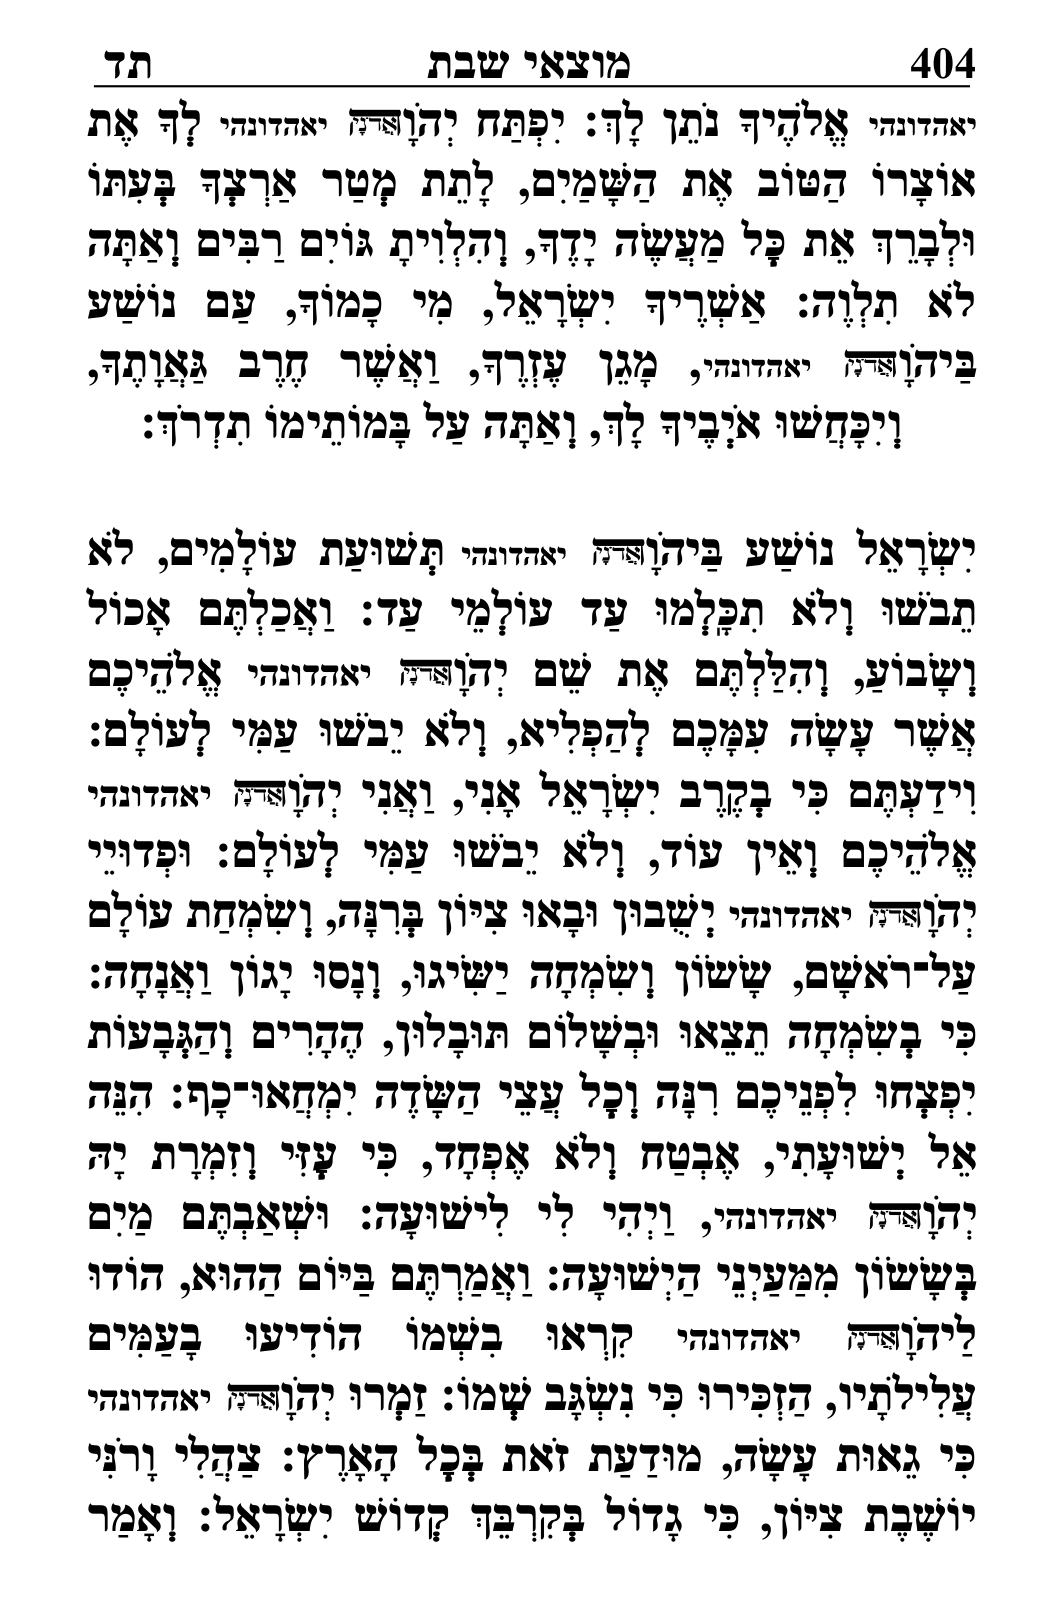 404 מוצאי שבת תד
יאהדונהי אֱלֹהֶיךָ נֹתֵן לָךְ: יִפְתַּח יְהֹוָאֲדֹנָיּ יאהדונהי לְךָ אֶת
אוֹצָרוֹ הַטּוֹב אֶת הַשָּׁמַיִם, לָתֵת מְטַר אַרְצְךָ בְּעִתּוֹ
וּלְבָרֵךְ אֵת כָּל מַעֲשֶׂה יָדֶךָ, וְהִלְוִיתָ גּוֹיִם רַבִּים וְאַתָּה
לֹא תִלְוֶה: אַשְׁרֶיךָ יִשְׂרָאֵל, מִי כָמוֹךָ, עַם נוֹשַׁע
בַּיהֹוָאֲדֹנָיּ יאהדונהי, מָגֵן עֶזְרֶךָ, וַאֲשֶׁר חֶרֶב גַּאֲוָתֶךָ,
וְיִכָּחֲשׁוּ אֹיְבֶיךָ לָךְ, וְאַתָּה עַל בָּמוֹתֵימוֹ תִדְרֹךְ:
יִשְׂרָאֵל נוֹשַׁע בַּיהֹוָאֲדֹנָיּ יאהדונהי תְּשׁוּעַת עוֹלָמִים, לֹא
תֵבֹשׁוּ וְלֹא תִכָּלְמוּ עַד עוֹלְמֵי עַד: וַאֲכַלְתֶּם אָכוֹל
וְשָׂבוֹעַ, וְהִלַּלְתֶּם אֶת שֵׁם יְהֹוָאֲדֹנָיּ יאהדונהי אֱלֹהֵיכֶם
אֲשֶׁר עָשָׂה עִמָּכֶם לְהַפְלִיא, וְלֹא יֵבֹשׁוּ עַמִּי לְעוֹלָם:
וִידַעְתֶּם כִּי בְקֶרֶב יִשְׂרָאֵל אָנִי, וַאֲנִי יְהֹוָאֲדֹנָיּ יאהדונהי
אֱלֹהֵיכֶם וְאֵין עוֹד, וְלֹא יֵבֹשׁוּ עַמִּי לְעוֹלָם: וּפְדוּיֵי
יְהֹוָאֲדֹנָיּ יאהדונהי יְשֻׁבוּן וּבָאוּ צִיּוֹן בְּרִנָּה, וְשִׂמְחַת עוֹלָם
עַל־רֹאשָׁם, שָׂשׂוֹן וְשִׂמְחָה יַשִּׂיגוּ, וְנָסוּ יָגוֹן וַאֲנָחָה:
כִּי בְשִׂמְחָה תֵצֵאוּ וּבְשָׁלוֹם תּוּבָלוּן, הֶהָרִים וְהַגְּבָעוֹת
יִפְצְחוּ לִפְנֵיכֶם רִנָּה וְכָל עֲצֵי הַשָּׂדֶה יִמְחֲאוּ־כָף: הִנֵּה
אֵל יְשׁוּעָתִי, אֶבְטַח וְלֹא אֶפְחָד, כִּי עָזִּי וְזִמְרָת יָהּ
יְהֹוָאֲדֹנָיּ יאהדונהי, וַיְהִי לִי לִישׁוּעָה: וּשְׁאַבְתֶּם מַיִם
בְּשָׂשׂוֹן מִמַּעַיְנֵי הַיְשׁוּעָה: וַאֲמַרְתֶּם בַּיּוֹם הַהוּא, הוֹדוּ
לַיהֹוָאֲדֹנָיּ יאהדונהי קִרְאוּ בִשְׁמוֹ הוֹדִיעוּ בָעַמִּים
עֲלִילֹתָיו, הַזְכִּירוּ כִּי נִשְׂגָּב שְׁמוֹ: זַמְּרוּ יְהֹוָאֲדֹנָיּ יאהדונהי
כִּי גֵאוּת עָשָׂה, מוּדַעַת זֹאת בְּכָל הָאָרֶץ: צַהֲלִי וָרֹנִּי
יוֹשֶׁבֶת צִיּוֹן, כִּי גָדוֹל בְּקִרְבֵּךְ קְדוֹשׁ יִשְׂרָאֵל: וְאָמַר